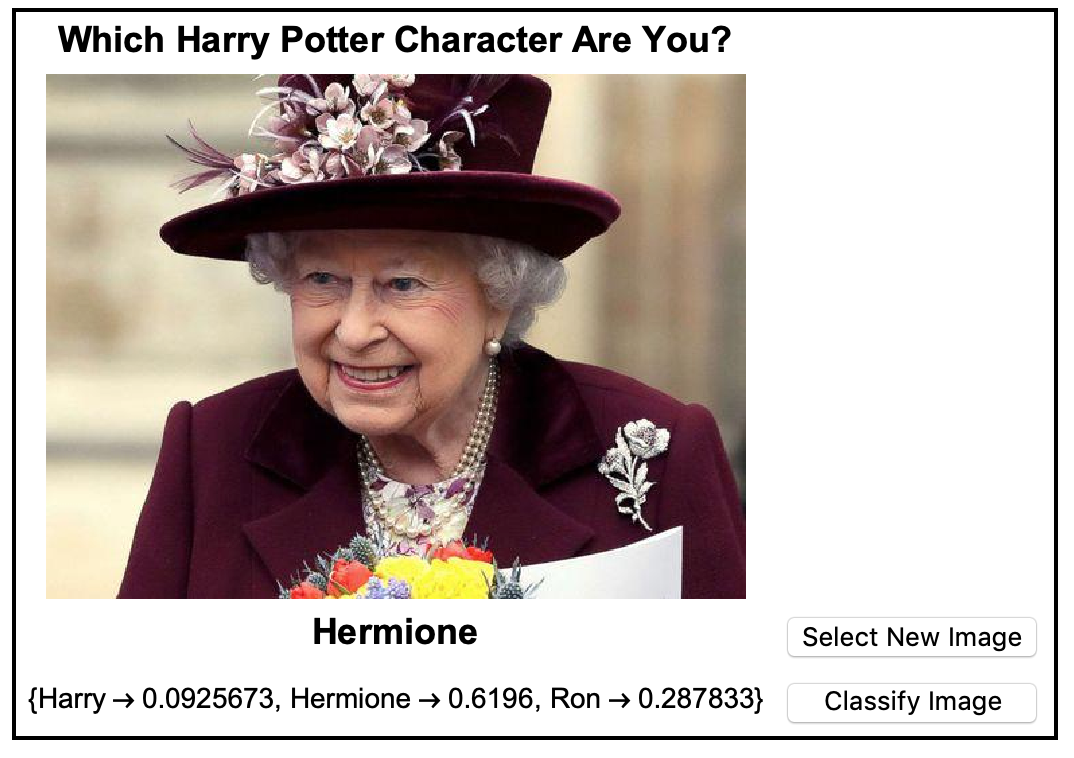 Which Harry Potter Character Are You?
Hermione
Select New Image
{Harry → 0.0925673, Hermione → 0.6196, Ron → 0.287833}
Classify Image